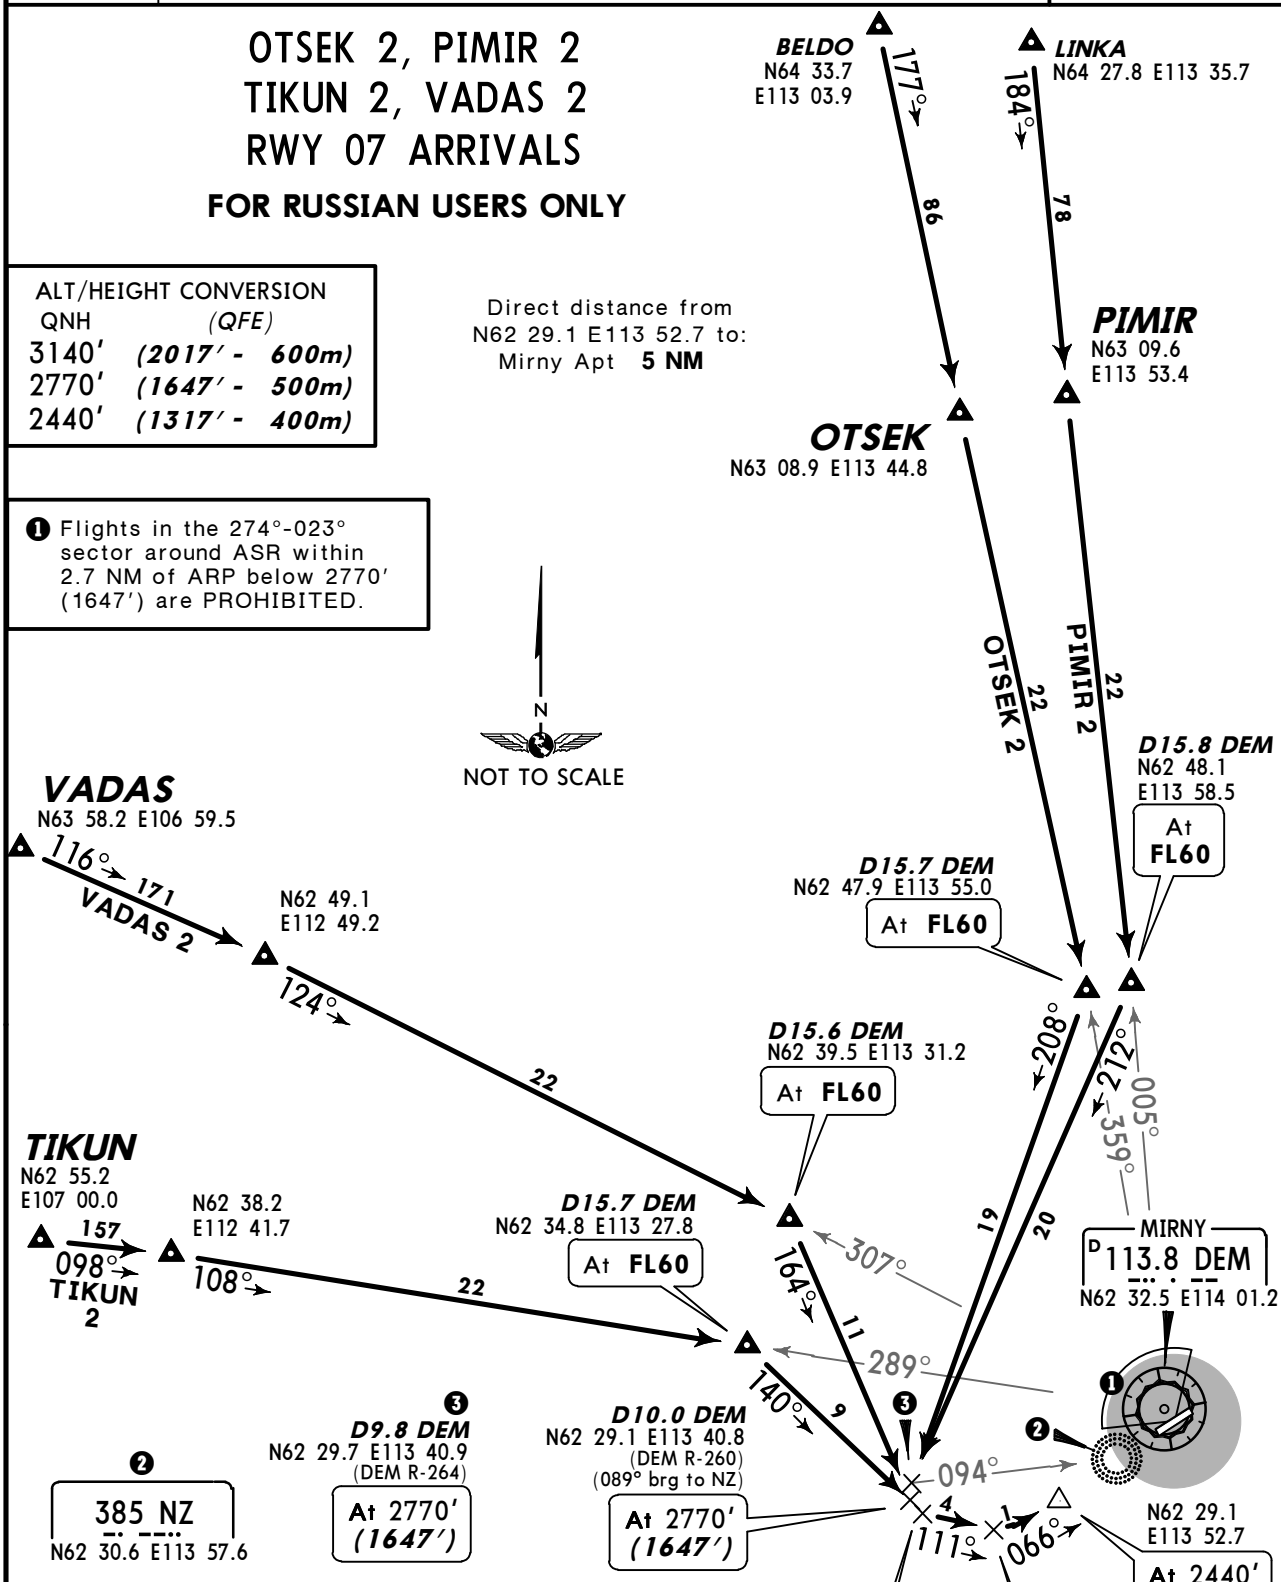 OTSEK 2, PIMIR 2
TIKUN 2, VADAS 2
RWY 07 ARRIVALS
FOR RUSSIAN USERS ONLY
BELDO
N64 33.7
E113 03.9
177°
LINKA
N64 27.8 E113 35.7
184°
86
78
ALT/HEIGHT CONVERSION
QNH (QFE)
3140' (2017' - 600m)
2770' (1647' - 500m)
2440' (1317' - 400m)
Direct distance from
N62 29.1 E113 52.7 to:
Mirny Apt 5 NM
PIMIR
N63 09.6
E113 53.4
OTSEK
N63 08.9 E113 44.8
1 Flights in the 274°-023°
sector around ASR within
2.7 NM of ARP below 2770'
(1647') are PROHIBITED.
N
NOT TO SCALE
OTSEK 2
22
PIMIR 2
22
D15.8 DEM
N62 48.1
E113 58.5
At
FL60
VADAS
N63 58.2 E106 59.5
116°
171
VADAS 2
N62 49.1
E112 49.2
124°
22
D15.7 DEM
N62 47.9 E113 55.0
At FL60
D15.6 DEM
N62 39.5 E113 31.2
At FL60
208°
212°
359°
005°
19
20
TIKUN
N62 55.2
E107 00.0
157
098°
TIKUN
2
N62 38.2
E112 41.7
108°
22
D15.7 DEM
N62 34.8 E113 27.8
At FL60
307°
164°
11
289°
140°
9
MIRNY
D 113.8 DEM
N62 32.5 E114 01.2
1
2
3
094°
2
385 NZ
N62 30.6 E113 57.6
3
D9.8 DEM
N62 29.7 E113 40.9
(DEM R-264)
At 2770'
(1647')
D10.0 DEM
N62 29.1 E113 40.8
(DEM R-260)
(089° brg to NZ)
At 2770'
(1647')
4
111°
1
066°
N62 29.1
E113 52.7
At 2440'